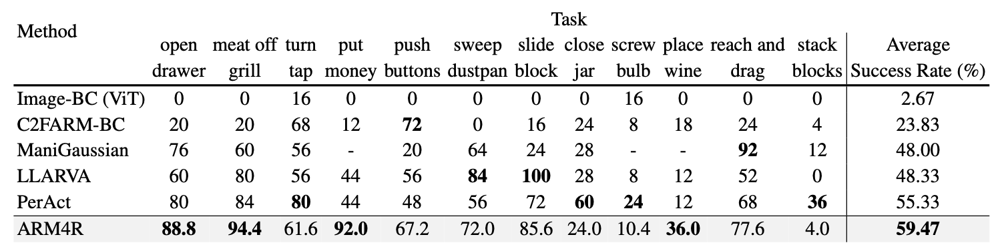 Method Task
open meat off turn put push sweep slide close screw place reach and stack Average
drawer grill tap money buttons dustpan block jar bulb wine drag blocks Success Rate (%)
Image-BC (ViT) 0 0 16 0 0 0 0 0 16 0 0 0 2.67
C2FARM-BC 20 20 68 12 72 0 16 24 8 18 24 4 23.83
ManiGaussian 76 60 56 - 20 64 24 28 - - 92 12 48.00
LLARVA 60 80 56 44 56 84 100 28 8 12 52 0 48.33
PerAct 80 84 80 44 48 56 72 60 24 12 68 36 55.33
ARM4R 88.8 94.4 61.6 92.0 67.2 72.0 85.6 24.0 10.4 36.0 77.6 4.0 59.47